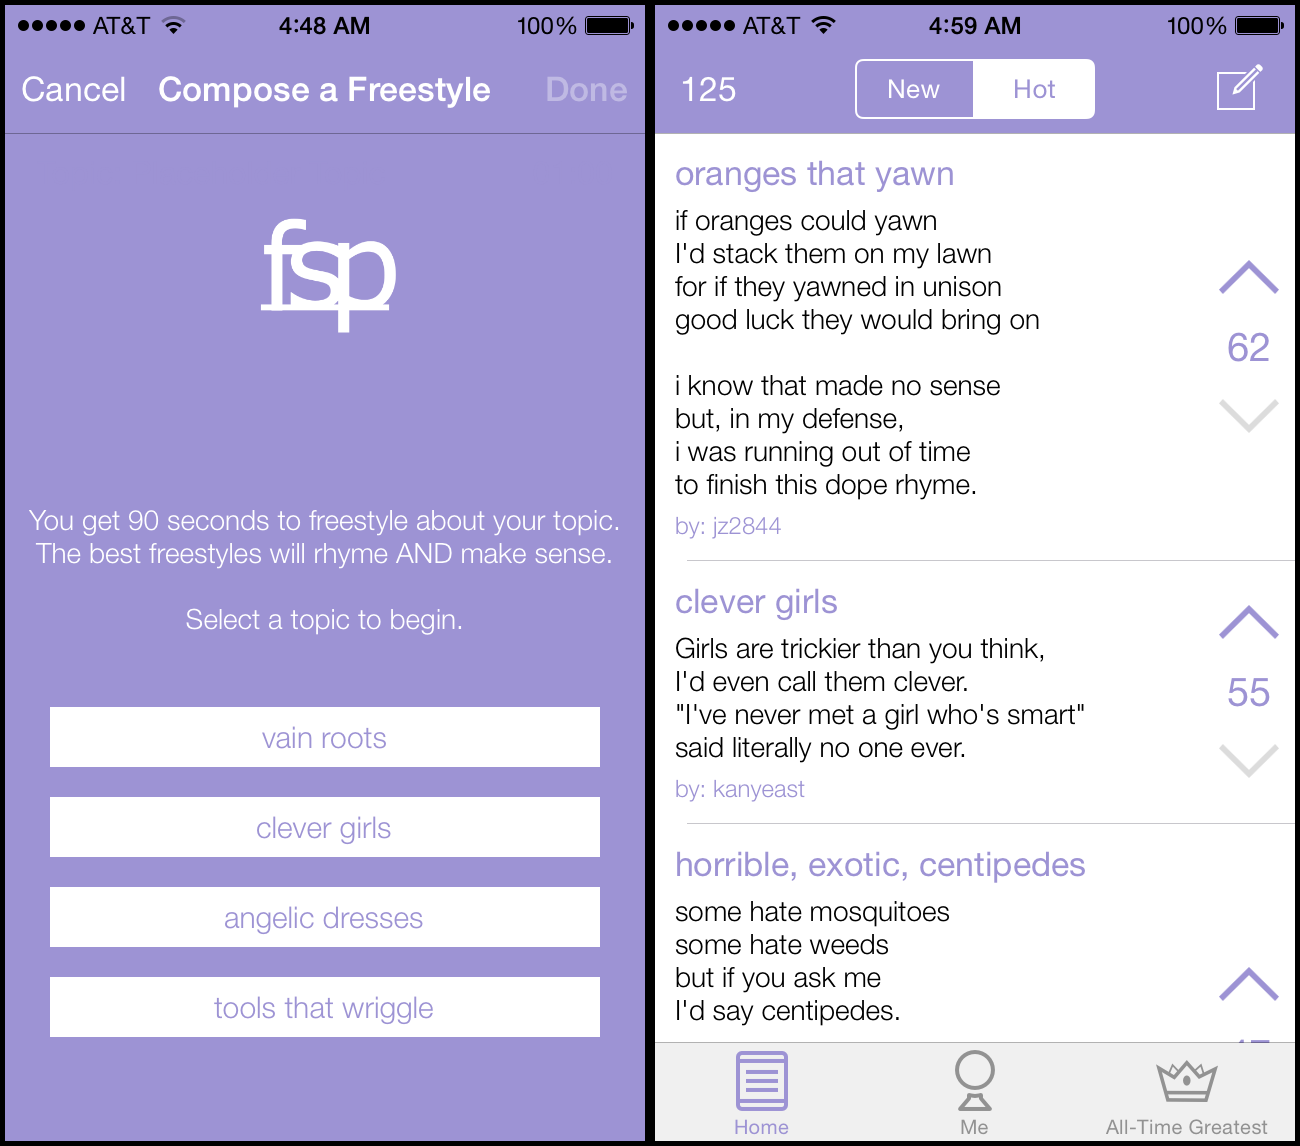 AT&T 4:48 AM 100%
Cancel Compose a Freestyle Done
fsp
You get 90 seconds to freestyle about your topic.
The best freestyles will rhyme AND make sense.
Select a topic to begin.
vain roots
clever girls
angelic dresses
tools that wriggle
AT&T 4:59 AM 100%
125 New Hot
oranges that yawn
if oranges could yawn
I'd stack them on my lawn
for if they yawned in unison
good luck they would bring on
62
i know that made no sense
but, in my defense,
i was running out of time
to finish this dope rhyme.
by: jz2844
clever girls
Girls are trickier than you think,
I'd even call them clever.
55
"I've never met a girl who's smart"
said literally no one ever.
by: kanyeast
horrible, exotic, centipedes
some hate mosquitoes
some hate weeds
but if you ask me
I'd say centipedes.
Home Me All-Time Greatest